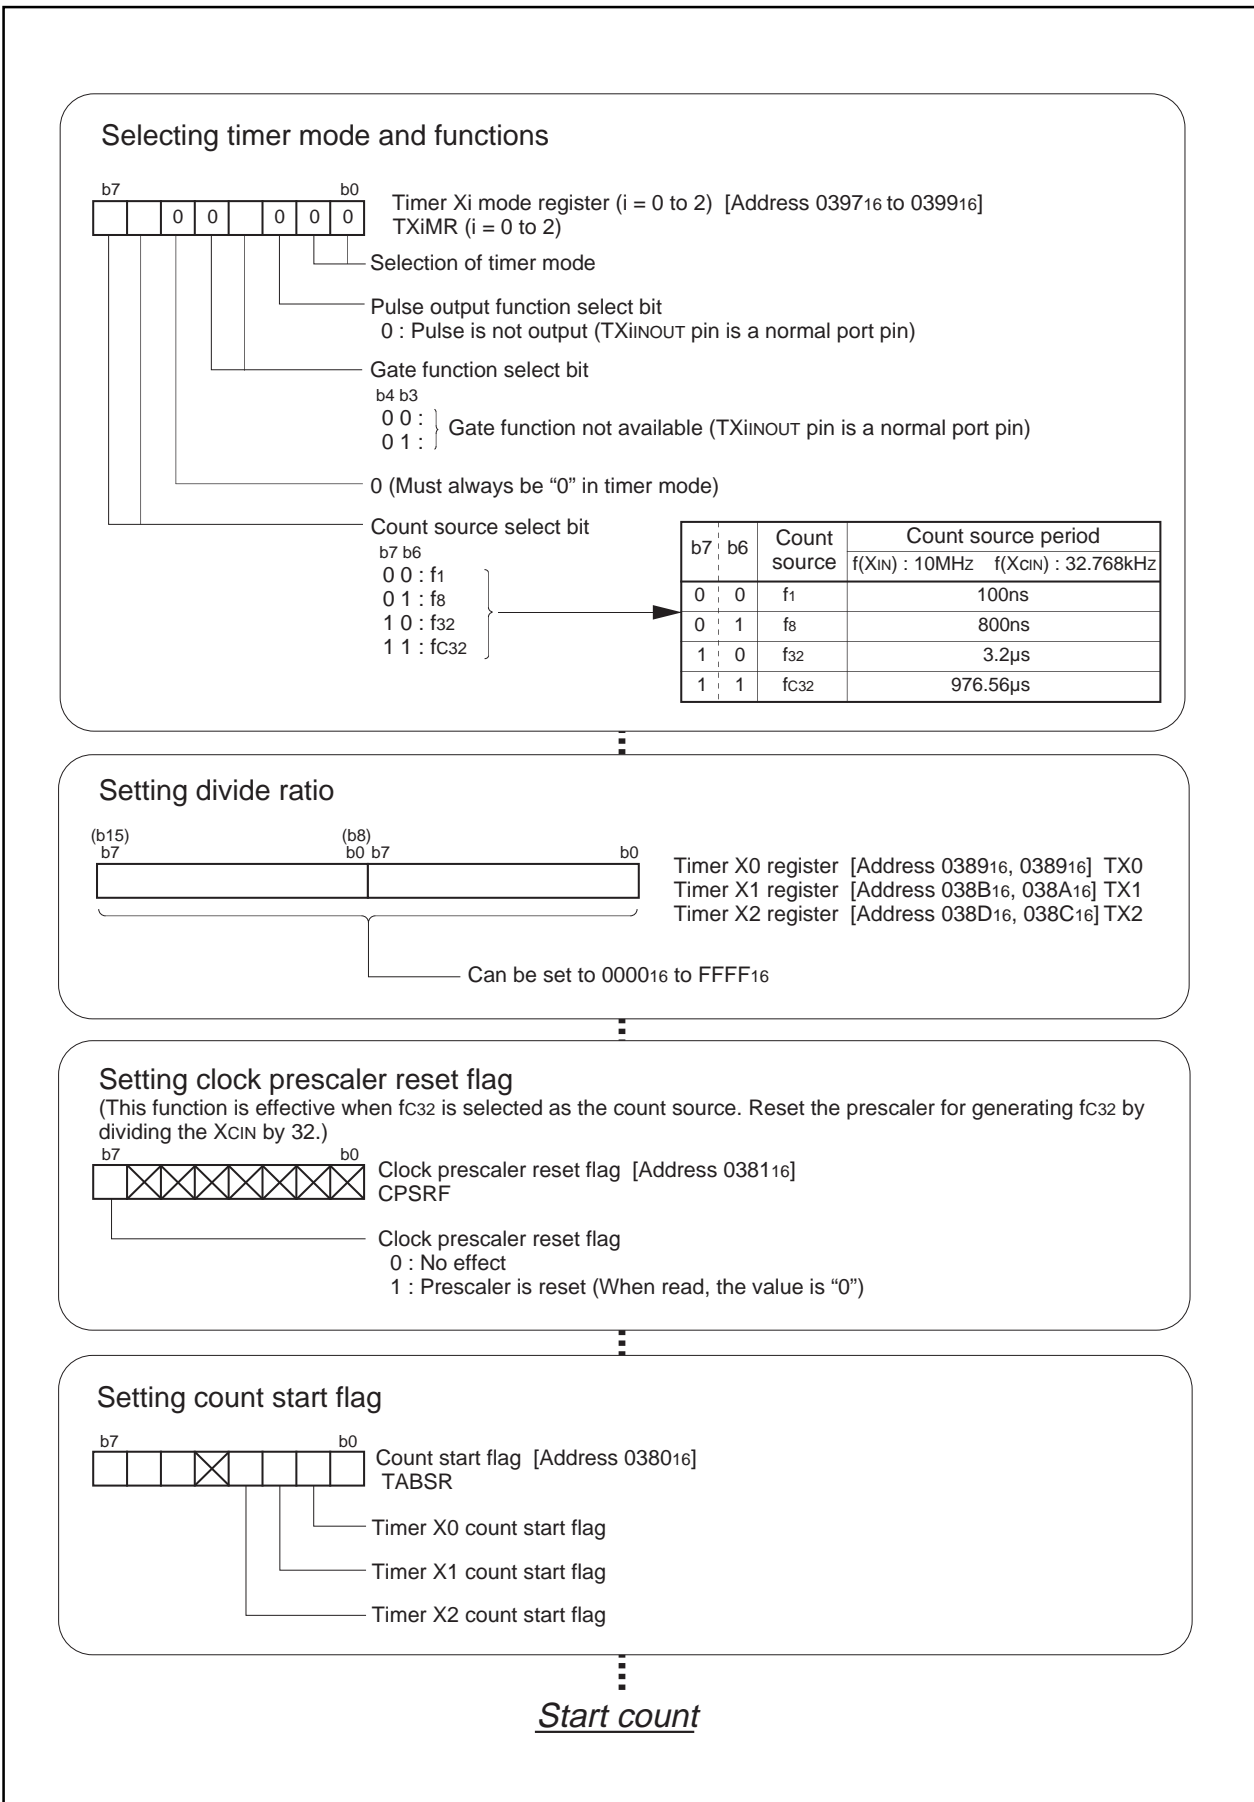 Selecting timer mode and functions
b7 b0
0 0 0 0 0
Timer Xi mode register (i = 0 to 2) [Address 039716 to 039916]
TXiMR (i = 0 to 2)
Selection of timer mode
Pulse output function select bit
0 : Pulse is not output (TXiINOUT pin is a normal port pin)
Gate function select bit
b4 b3
0 0 :
0 1 :
Gate function not available (TXiINOUT pin is a normal port pin)
0 (Must always be “0” in timer mode)
Count source select bit
b7 b6
0 0 : f1
0 1 : f8
1 0 : f32
1 1 : fC32
b7 b6 Count source Count source period
f(XIN) : 10MHz f(XcIN) : 32.768kHz
0 0 f1 100ns
0 1 f8 800ns
1 0 f32 3.2µs
1 1 fC32 976.56µs
Setting divide ratio
(b15) (b8)
b7 b0 b7 b0
Timer X0 register [Address 038916, 038916] TX0
Timer X1 register [Address 038B16, 038A16] TX1
Timer X2 register [Address 038D16, 038C16] TX2
Can be set to 000016 to FFFF16
Setting clock prescaler reset flag
(This function is effective when fC32 is selected as the count source. Reset the prescaler for generating fC32 by
dividing the XCIN by 32.)
b7 b0
Clock prescaler reset flag [Address 038116]
CPSRF
Clock prescaler reset flag
0 : No effect
1 : Prescaler is reset (When read, the value is “0”)
Setting count start flag
b7 b0
Count start flag [Address 038016]
TABSR
Timer X0 count start flag
Timer X1 count start flag
Timer X2 count start flag
Start count